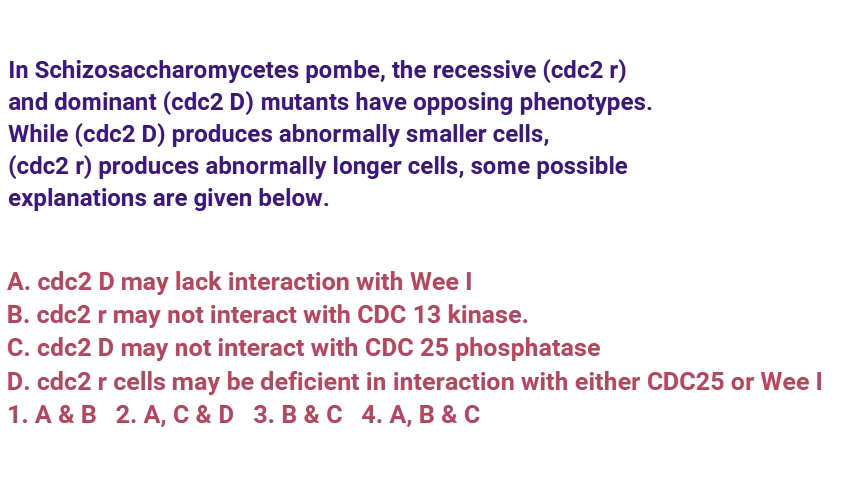 In Schizosaccharomycetes pombe, the recessive (cdc2 r)
and dominant (cdc2 D) mutants have opposing phenotypes.
While (cdc2 D) produces abnormally smaller cells,
(cdc2 r) produces abnormally longer cells, some possible
explanations are given below.
A. cdc2 D may lack interaction with Wee I
B. cdc2 r may not interact with CDC 13 kinase.
C. cdc2 D may not interact with CDC 25 phosphatase
D. cdc2 r cells may be deficient in interaction with either CDC25 or Wee I
1. A & B 2. A, C & D 3. B & C 4. A, B & C